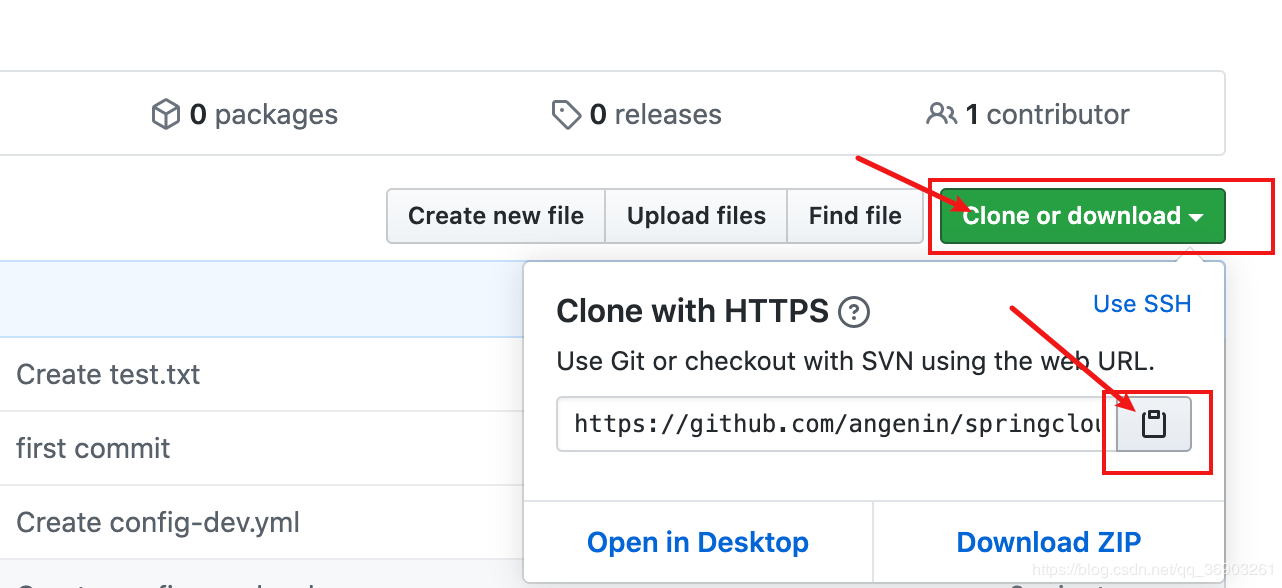 0 packages
0 releases
1 contributor
Create new file
Upload files
Find file
Clone or download
Clone with HTTPS ?
Use SSH
Use Git or checkout with SVN using the web URL.
https://github.com/angenin/springclou
Create test.txt
first commit
Create config-dev.yml
Open in Desktop
Download ZIP
https://blog.csdn.net/qq_36903261